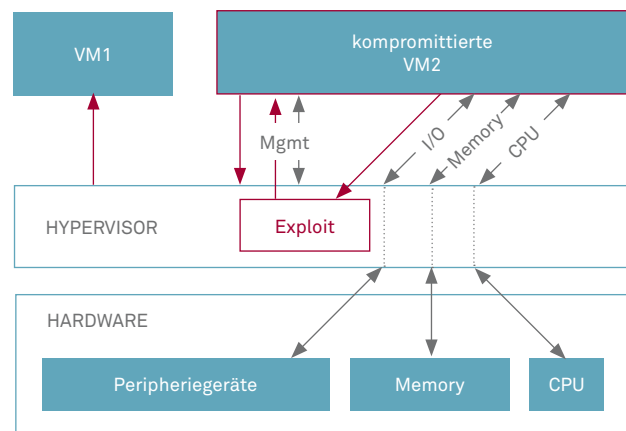 VM1
kompromittierte
VM2
Mgmt
I/O
Memory
CPU
HYPERVISOR
Exploit
HARDWARE
Peripheriegeräte
Memory
CPU